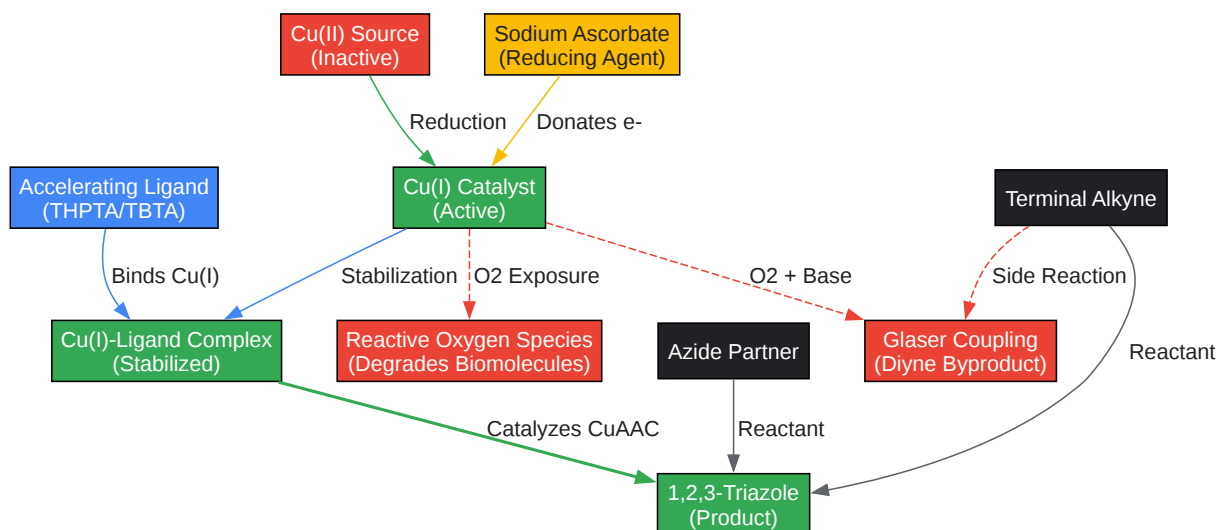 Cu(II) Source
(Inactive)
Sodium Ascorbate
(Reducing Agent)
Reduction
Donates e-
Accelerating Ligand
(THPTA/TBTA)
Cu(I) Catalyst
(Active)
Terminal Alkyne
Binds Cu(I)
Stabilization
O2 Exposure
O2 + Base
Side Reaction
Cu(I)-Ligand Complex
(Stabilized)
Reactive Oxygen Species
(Degrades Biomolecules)
Azide Partner
Glaser Coupling
(Diyne Byproduct)
Reactant
Catalyzes CuAAC
Reactant
1,2,3-Triazole
(Product)